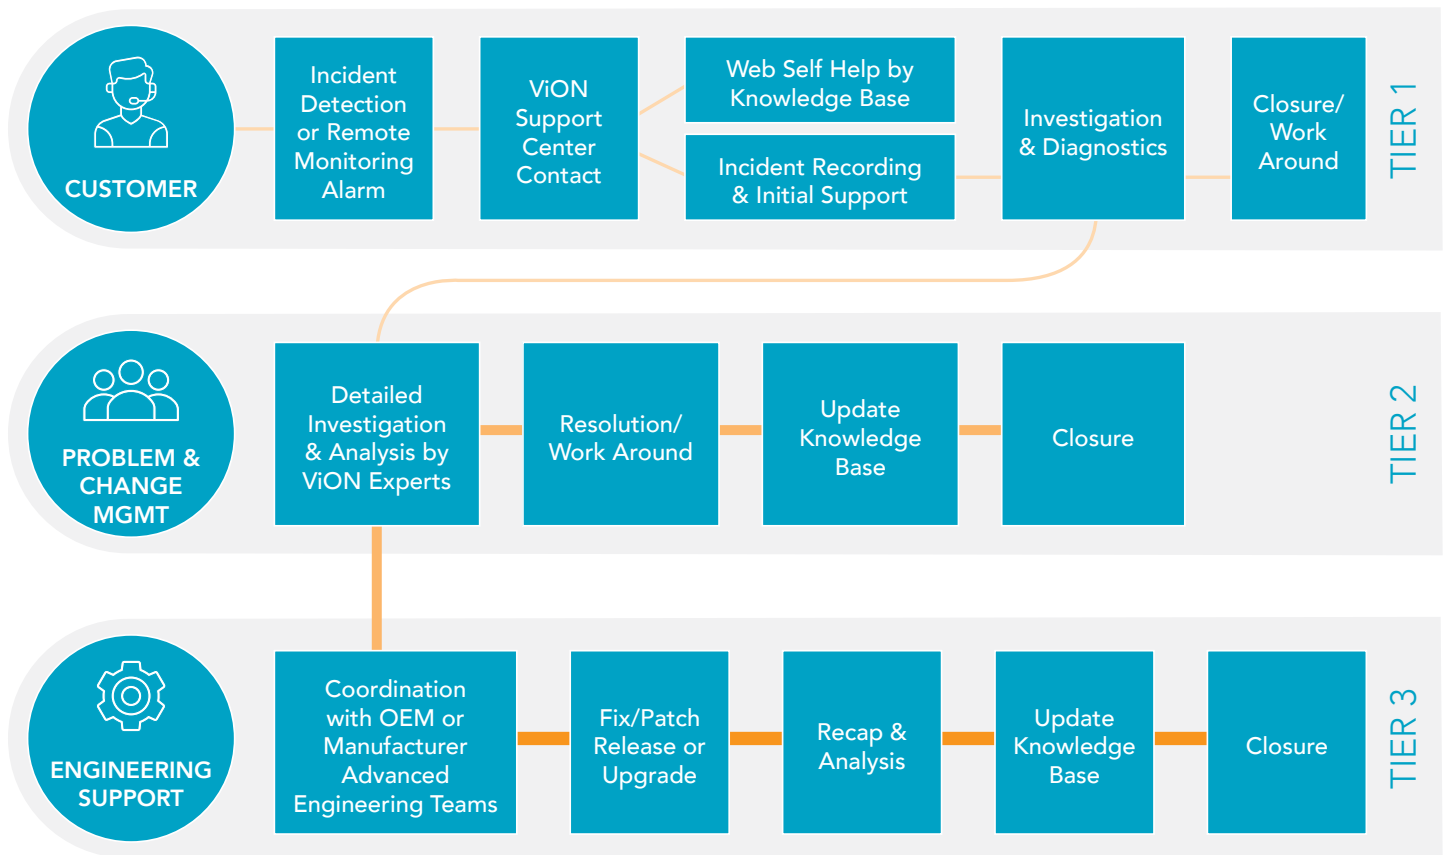 CUSTOMER
Incident
Detection
or Remote
Monitoring
Alarm
ViON
Support
Center
Contact
Web Self Help by
Knowledge Base
Incident Recording
& Initial Support
Investigation
& Diagnostics
Closure/
Work
Around
TIER 1
PROBLEM &
CHANGE
MGMT
Detailed
Investigation
& Analysis by
ViON Experts
Resolution/
Work Around
Update
Knowledge
Base
Closure
TIER 2
ENGINEERING
SUPPORT
Coordination
with OEM or
Manufacturer
Advanced
Engineering Teams
Fix/Patch
Release or
Upgrade
Recap &
Analysis
Update
Knowledge
Base
Closure
TIER 3